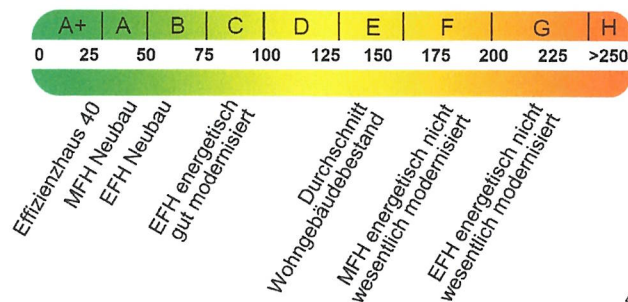 A+ A B C D E F G H
0 25 50 75 100 125 150 175 200 225 >250
Effizienzhaus 40
MFH Neubau
EFH Neubau
EFH energetisch
gut modernisiert
Durchschnitt
Wohngebäudebestand
MFH energetisch nicht
wesentlich modernisiert
EFH energetisch nicht
wesentlich modernisiert